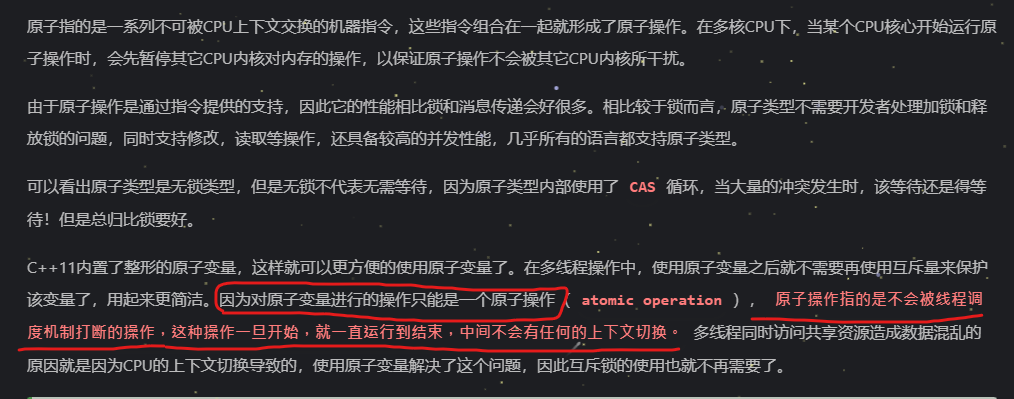 原子指的是一系列不可被CPU上下文交换的机器指令，这些指令组合在一起就形成了原子操作。在多核CPU下，当某个CPU核心开始运行原
子操作时，会先暂停其它CPU内核对内存的操作，以保证原子操作不会被其它CPU内核所干扰。
由于原子操作是通过指令提供的支持，因此它的性能相比锁和消息传递会好很多。相比较于锁而言，原子类型不需要开发者处理加锁和释
放锁的问题，同时支持修改，读取等操作，还具备较高的并发性能，几乎所有的语言都支持原子类型。
可以看出原子类型是无锁类型，但是无锁不代表无需等待，因为原子类型内部使用了 CAS 循环，当大量的冲突发生时，该等待还是得等
待！但是总归比锁要好。
C++11内置了整形的原子变量，这样就可以更方便的使用原子变量了。在多线程操作中，使用原子变量之后就不需要再使用互斥量来保护
该变量了，用起来更简洁。因为对原子变量进行的操作只能是一个原子操作（ atomic operation ），原子操作指的是不会被线程调
度机制打断的操作，这种操作一旦开始，就一直运行到结束，中间不会有任何的上下文切换。多线程同时访问共享资源造成数据混乱的
原因就是因为CPU的上下文切换导致的，使用原子变量解决了这个问题，因此互斥锁的使用也就不再需要了。